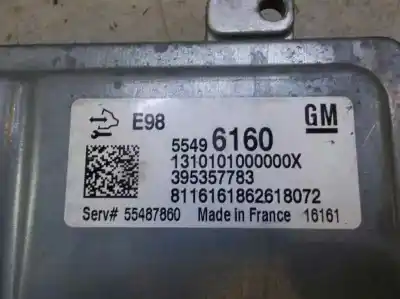 E98
GM
5549 6160
1310101000000X
395357783
8116161862618072
Serv# 55487860 Made in France 16161